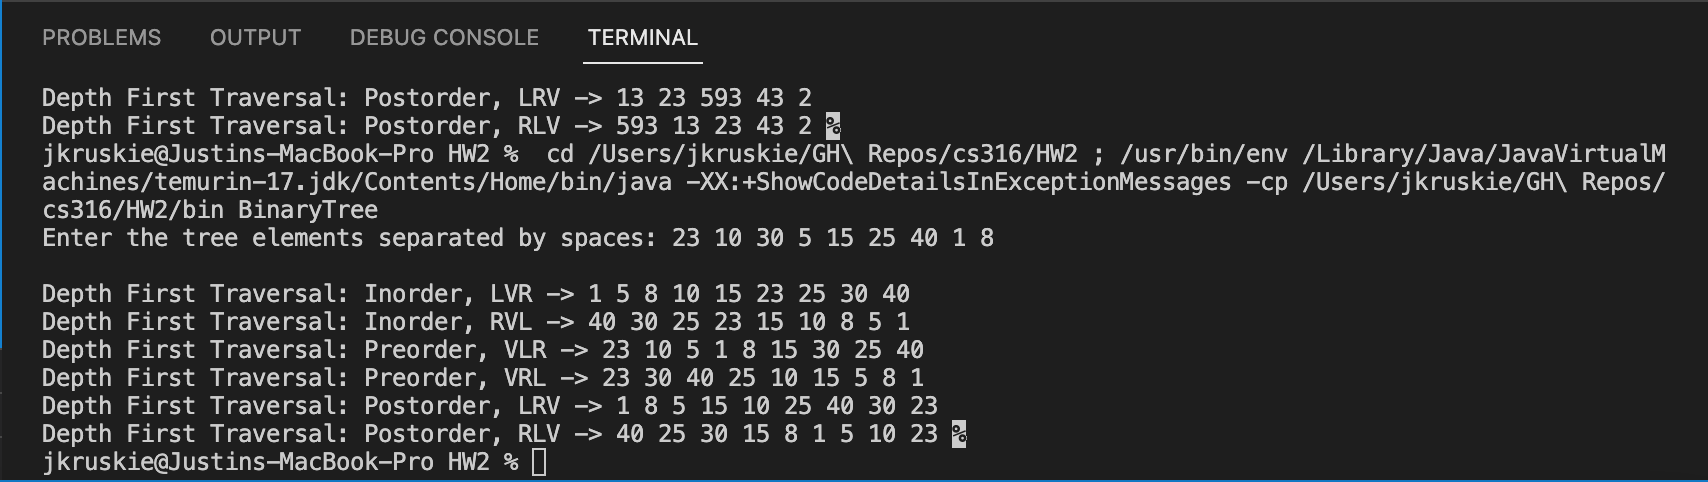 PROBLEMS OUTPUT DEBUG CONSOLE TERMINAL
Depth First Traversal: Postorder, LRV -> 13 23 593 43 2
Depth First Traversal: Postorder, RLV -> 593 13 23 43 2 %
jkruskie@Justins-MacBook-Pro HW2 %  cd /Users/jkruskie/GH\ Repos/cs316/HW2 ; /usr/bin/env /Library/Java/JavaVirtualM
achines/temurin-17.jdk/Contents/Home/bin/java -XX:+ShowCodeDetailsInExceptionMessages -cp /Users/jkruskie/GH\ Repos/
cs316/HW2/bin BinaryTree
Enter the tree elements separated by spaces: 23 10 30 5 15 25 40 1 8
Depth First Traversal: Inorder, LVR -> 1 5 8 10 15 23 25 30 40
Depth First Traversal: Inorder, RVL -> 40 30 25 23 15 10 8 5 1
Depth First Traversal: Preorder, VLR -> 23 10 5 1 8 15 30 25 40
Depth First Traversal: Preorder, VRL -> 23 30 40 25 10 15 5 8 1
Depth First Traversal: Postorder, LRV -> 1 8 5 15 10 25 40 30 23
Depth First Traversal: Postorder, RLV -> 40 25 30 15 8 1 5 10 23 %
jkruskie@Justins-MacBook-Pro HW2 %